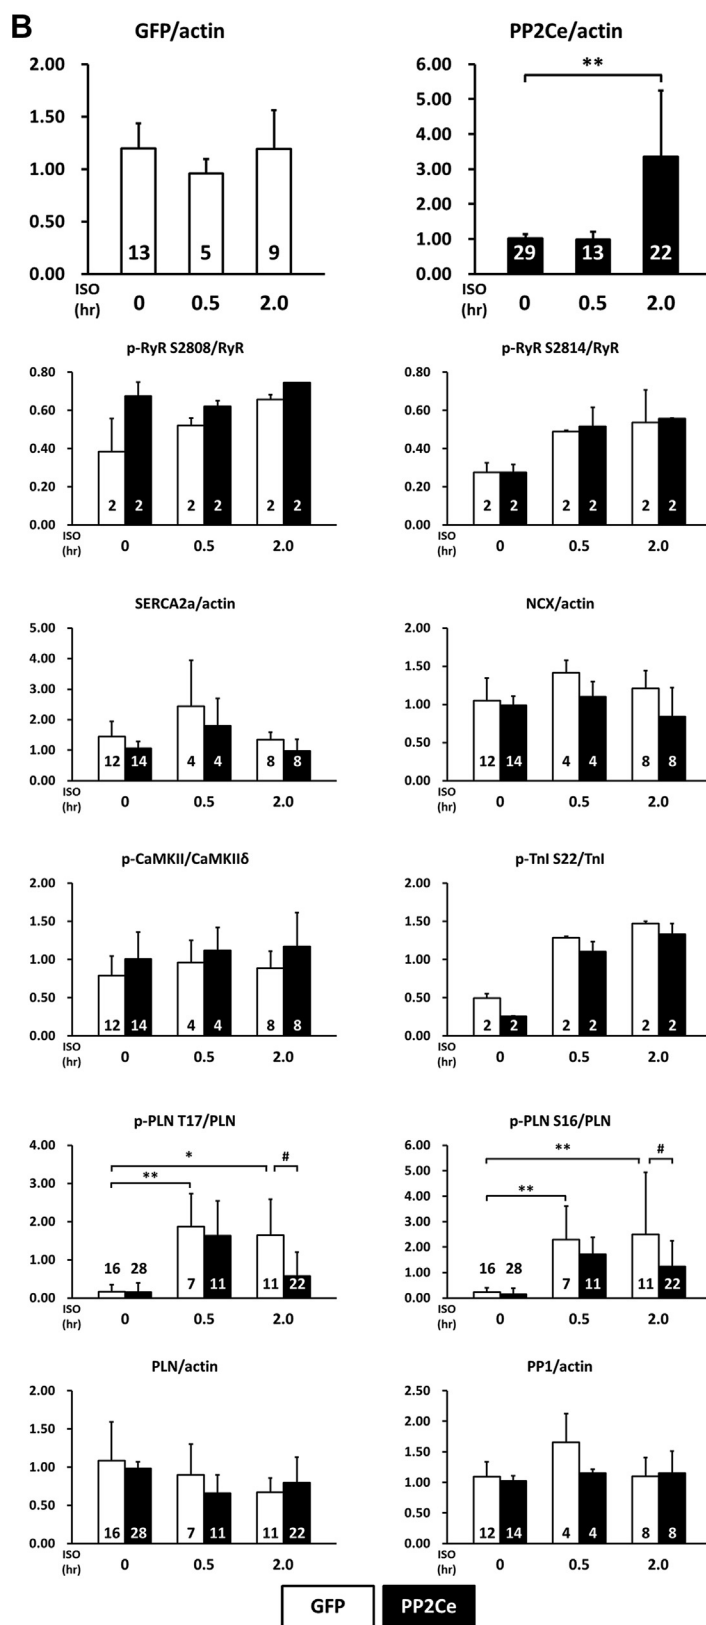 B
GFP/actin
2.00
1.50
1.00
0.50
0.00
13 5 9
ISO
(hr)
0 0.5 2.0
PP2Ce/actin
6.00
5.00
4.00
3.00
2.00
1.00
0.00
**
29 13 22
ISO
(hr)
0 0.5 2.0
p-RyR S2808/RyR
0.80
0.60
0.40
0.20
0.00
2 2 2 2 2 2
ISO
(hr)
0 0.5 2.0
p-RyR S2814/RyR
0.80
0.60
0.40
0.20
0.00
2 2 2 2 2 2
ISO
(hr)
0 0.5 2.0
SERCA2a/actin
5.00
4.00
3.00
2.00
1.00
0.00
12 14 4 4 8 8
ISO
(hr)
0 0.5 2.0
NCX/actin
2.00
1.50
1.00
0.50
0.00
12 14 4 4 8 8
ISO
(hr)
0 0.5 2.0
p-CaMKII/CaMKIIδ
2.00
1.50
1.00
0.50
0.00
12 14 4 4 8 8
ISO
(hr)
0 0.5 2.0
p-TnI S22/TnI
2.00
1.50
1.00
0.50
0.00
2 2 2 2 2 2
ISO
(hr)
0 0.5 2.0
p-PLN T17/PLN
4.00
3.00
2.00
1.00
0.00
* #
**
16 28 7 11 11 22
ISO
(hr)
0 0.5 2.0
p-PLN S16/PLN
6.00
5.00
4.00
3.00
2.00
1.00
0.00
** #
**
16 28 7 11 11 22
ISO
(hr)
0 0.5 2.0
PLN/actin
2.00
1.50
1.00
0.50
0.00
16 28 7 11 11 22
ISO
(hr)
0 0.5 2.0
PP1/actin
2.50
2.00
1.50
1.00
0.50
0.00
12 14 4 4 8 8
ISO
(hr)
0 0.5 2.0
GFP PP2Ce